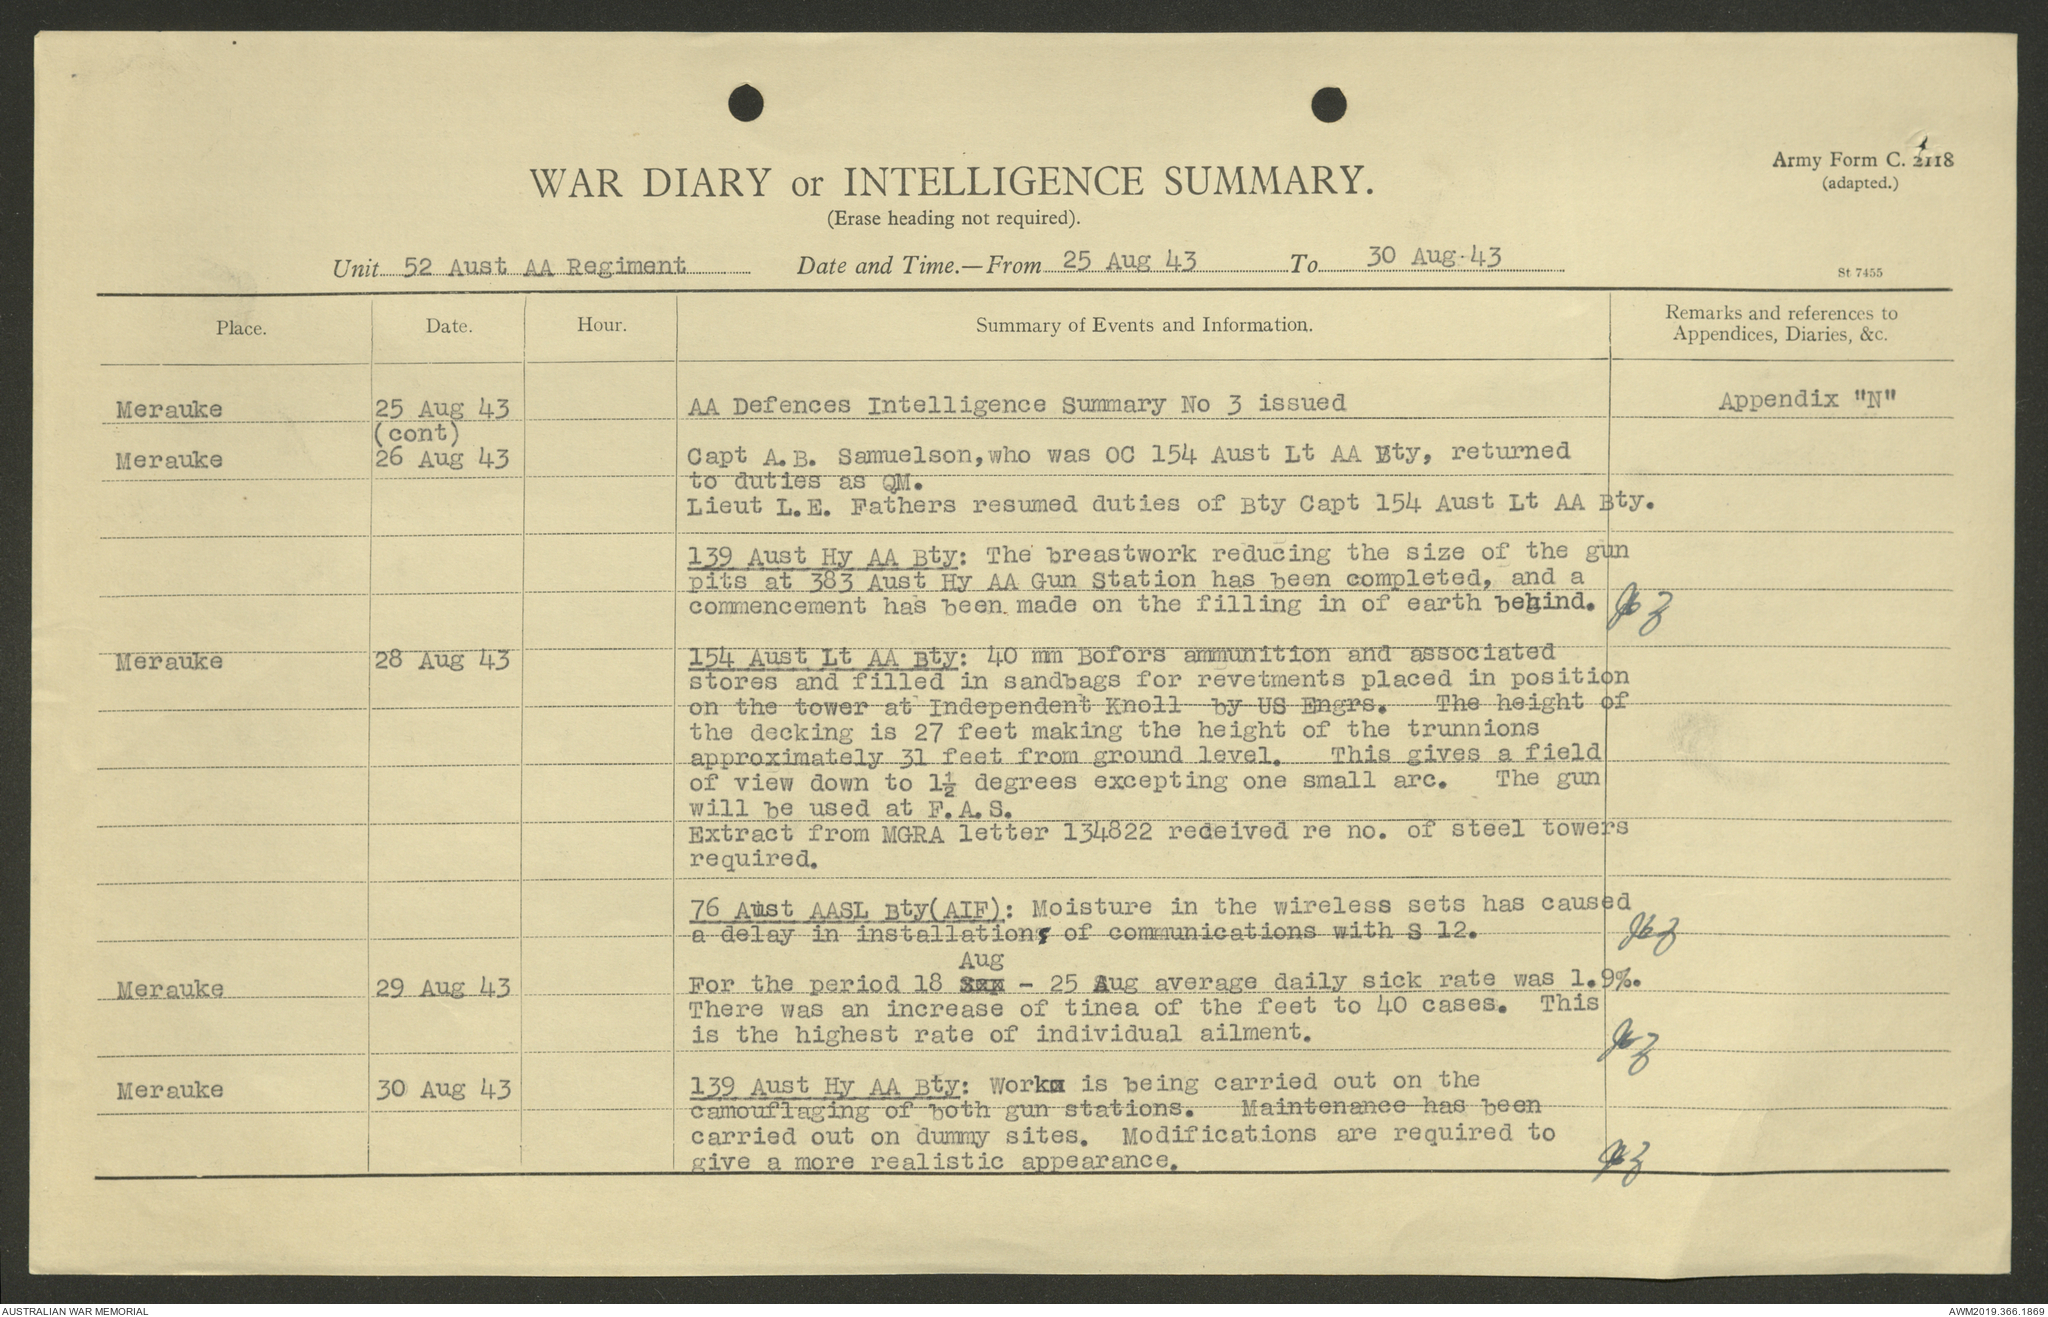 WAR DIARY or INTELLIGENCE SUMMARY.
(Erase heading not required).
Army Form C. 2118
(adapted.)
Unit 52 Aust AA Regiment Date and Time.—From 25 Aug 43 To 30 Aug 43
St 7455
Place. Date. Hour. Summary of Events and Information. Remarks and references to
Appendices, Diaries, &c.
Merauke 25 Aug 43 AA Defences Intelligence Summary No 3 issued Appendix "N"
(cont)
Merauke 26 Aug 43 Capt A.B. Samuelson, who was OC 154 Aust Lt AA Bty, returned
to duties as QM.
Lieut L.E. Fathers resumed duties of Bty Capt 154 Aust Lt AA Bty.
139 Aust Hy AA Bty: The breastwork reducing the size of the gun
pits at 383 Aust Hy AA Gun Station has been completed, and a
commencement has been made on the filling in of earth behind.
Merauke 28 Aug 43 154 Aust Lt AA Bty: 40 mm Bofors ammunition and associated
stores and filled in sandbags for revetments placed in position
on the tower at Independent Knoll by US Engrs. The height of
the decking is 27 feet making the height of the trunnions
approximately 31 feet from ground level. This gives a field
of view down to 1½ degrees excepting one small arc. The gun
will be used at F.A.S.
Extract from MGRA letter 134822 redeived re no. of steel towers
required.
76 Aust AASL Bty(AIF): Moisture in the wireless sets has caused
a delay in installation, of communications with S 12.
Aug
Merauke 29 Aug 43 For the period 18 xxx - 25 Aug average daily sick rate was 1.9%.
There was an increase of tinea of the feet to 40 cases. This
is the highest rate of individual ailment.
Merauke 30 Aug 43 139 Aust Hy AA Bty: Work is being carried out on the
camouflaging of both gun stations. Maintenance has been
carried out on dummy sites. Modifications are required to
give a more realistic appearance.
AUSTRALIAN WAR MEMORIAL AWM2019.366.1869